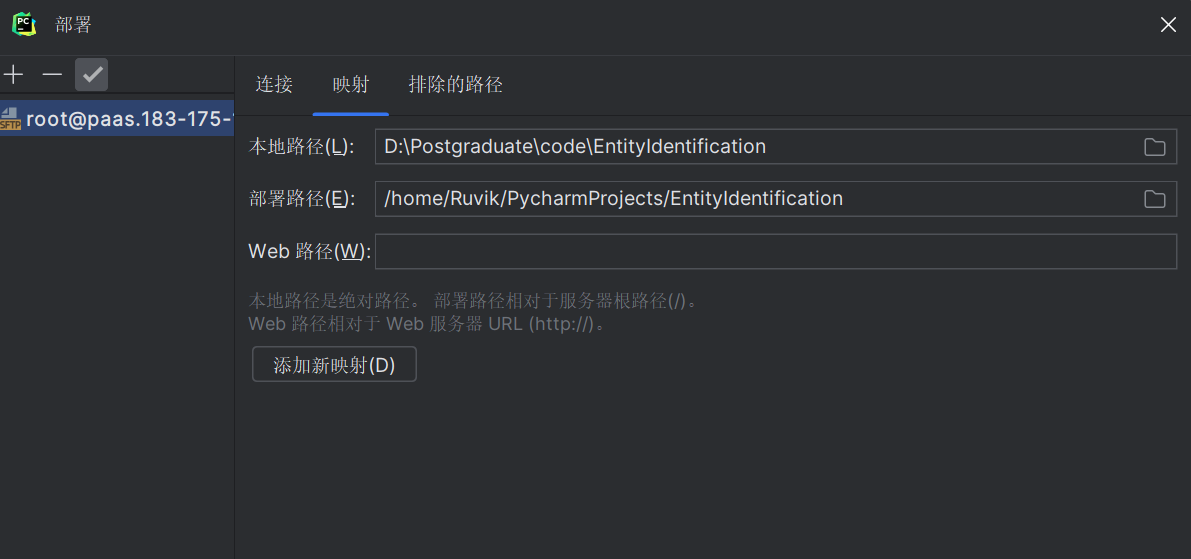 部署
连接 映射 排除的路径
root@paas.183-175-
本地路径(L): D:\Postgraduate\code\EntityIdentification
部署路径(E): /home/Ruvik/PycharmProjects/EntityIdentification
Web 路径(W):
本地路径是绝对路径。 部署路径相对于服务器根路径(/)。
Web 路径相对于 Web 服务器 URL (http://)。
添加新映射(D)
PC
SFTP